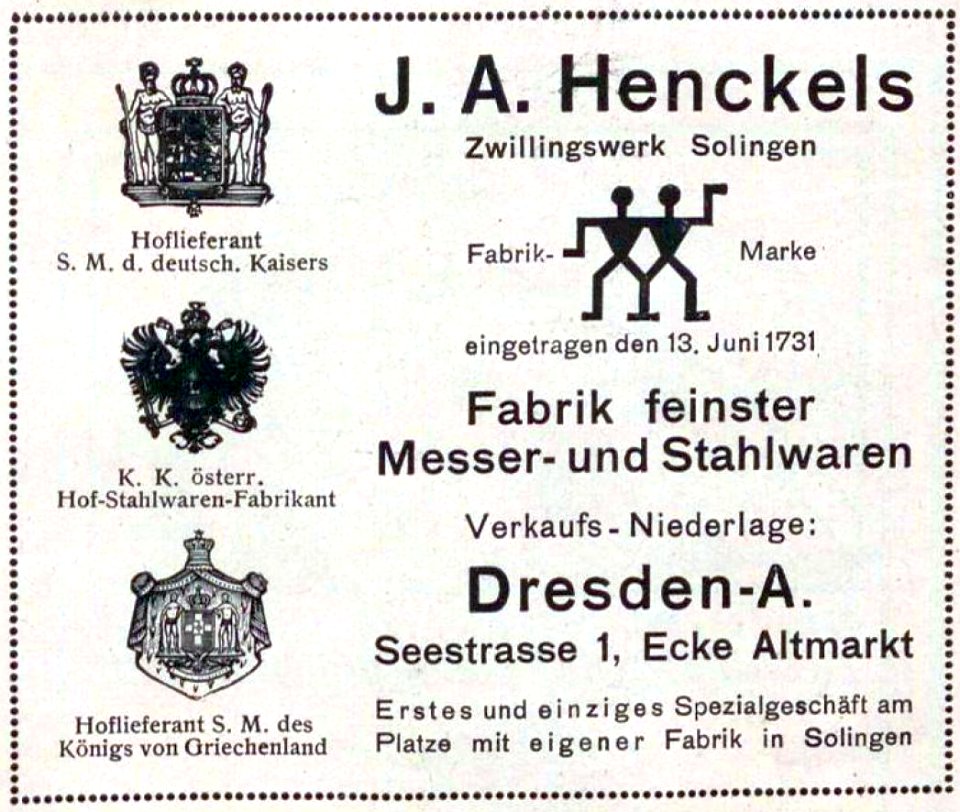 Hoflieferant
S. M. d. deutsch. Kaisers
K. K. österr.
Hof-Stahlwaren-Fabrikant
Hoflieferant S. M. des
Königs von Griechenland
J. A. Henckels
Zwillingswerk Solingen
Fabrik- Marke
eingetragen den 13. Juni 1731
Fabrik feinster
Messer- und Stahlwaren
Verkaufs - Niederlage:
Dresden-A.
Seestrasse 1, Ecke Altmarkt
Erstes und einziges Spezialgeschäft am
Platze mit eigener Fabrik in Solingen